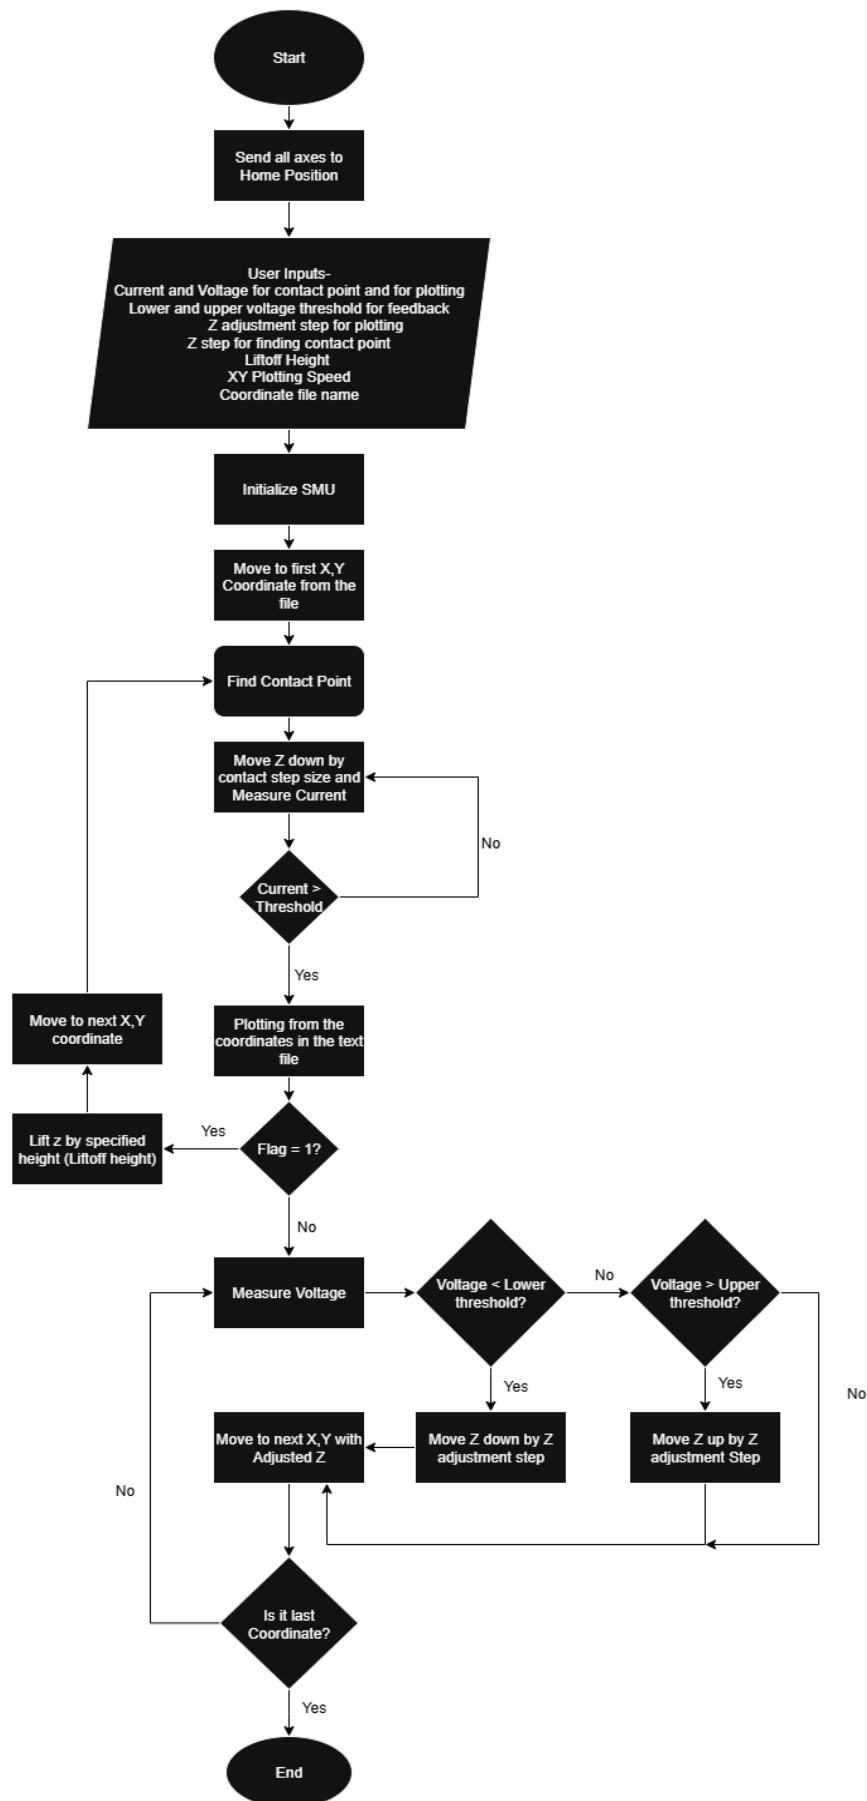 Start
Send all axes to
Home Position
User Inputs-
Current and Voltage for contact point and for plotting
Lower and upper voltage threshold for feedback
Z adjustment step for plotting
Z step for finding contact point
Liftoff Height
XY Plotting Speed
Coordinate file name
Initialize SMU
Move to first X,Y
Coordinate from the
file
Find Contact Point
Move Z down by
contact step size and
Measure Current
No
Current >
Threshold
Yes
Move to next X,Y
coordinate
Plotting from the
coordinates in the text
file
Lift z by specified
height (Liftoff height)
Yes
Flag = 1?
No
Measure Voltage
Voltage < Lower
threshold?
No
Voltage > Upper
threshold?
Yes
Yes
No
Move to next X,Y with
Adjusted Z
Move Z down by Z
adjustment step
Move Z up by Z
adjustment Step
No
Is it last
Coordinate?
Yes
End